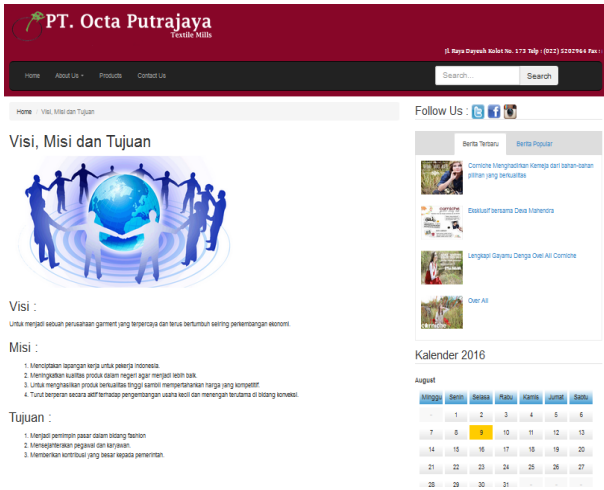 PT. Octa Putrajaya
Textile Mills
Jl Raya Dayeuh Kolot No. 173 Telp : (022) 5202964 Fax :
Home About Us Products Contact Us
Search... Search
Home / Visi, Misi dan Tujuan
Visi, Misi dan Tujuan
Visi :
Untuk menjadi sebuah perusahaan garment yang terpercaya dan terus bertumbuh seiring perkembangan ekonomi.
Misi :
1. Menciptakan lapangan kerja untuk pekerja Indonesia.
2. Meningkatkan kualitas produk dalam negeri agar menjadi lebih baik.
3. Untuk menghasilkan produk berkualitas tinggi sambil mempertahankan harga yang kompetitif.
4. Turut berperan secara aktif terhadap pengembangan usaha kecil dan menengah terutama di bidang konveksi.
Tujuan :
1. Menjadi pemimpin pasar dalam bidang fashion
2. Mensejahterakan pegawai dan karyawan.
3. Memberikan kontribusi yang besar kepada pemerintah.
Follow Us :
Berita Terbaru Berita Popular
Corniche Menghadirkan Kemeja dari bahan-bahan
pilihan yang berkualitas
Eksklusif bersama Deva Mahendra
Lengkapi Gayamu Denga Over All Corniche
Over All
corniche
Kalender 2016
August
Minggu Senin Selasa Rabu Kamis Jumat Sabtu
- 1 2 3 4 5 6
7 8 9 10 11 12 13
14 15 16 17 18 19 20
21 22 23 24 25 26 27
28 29 30 31 - - -